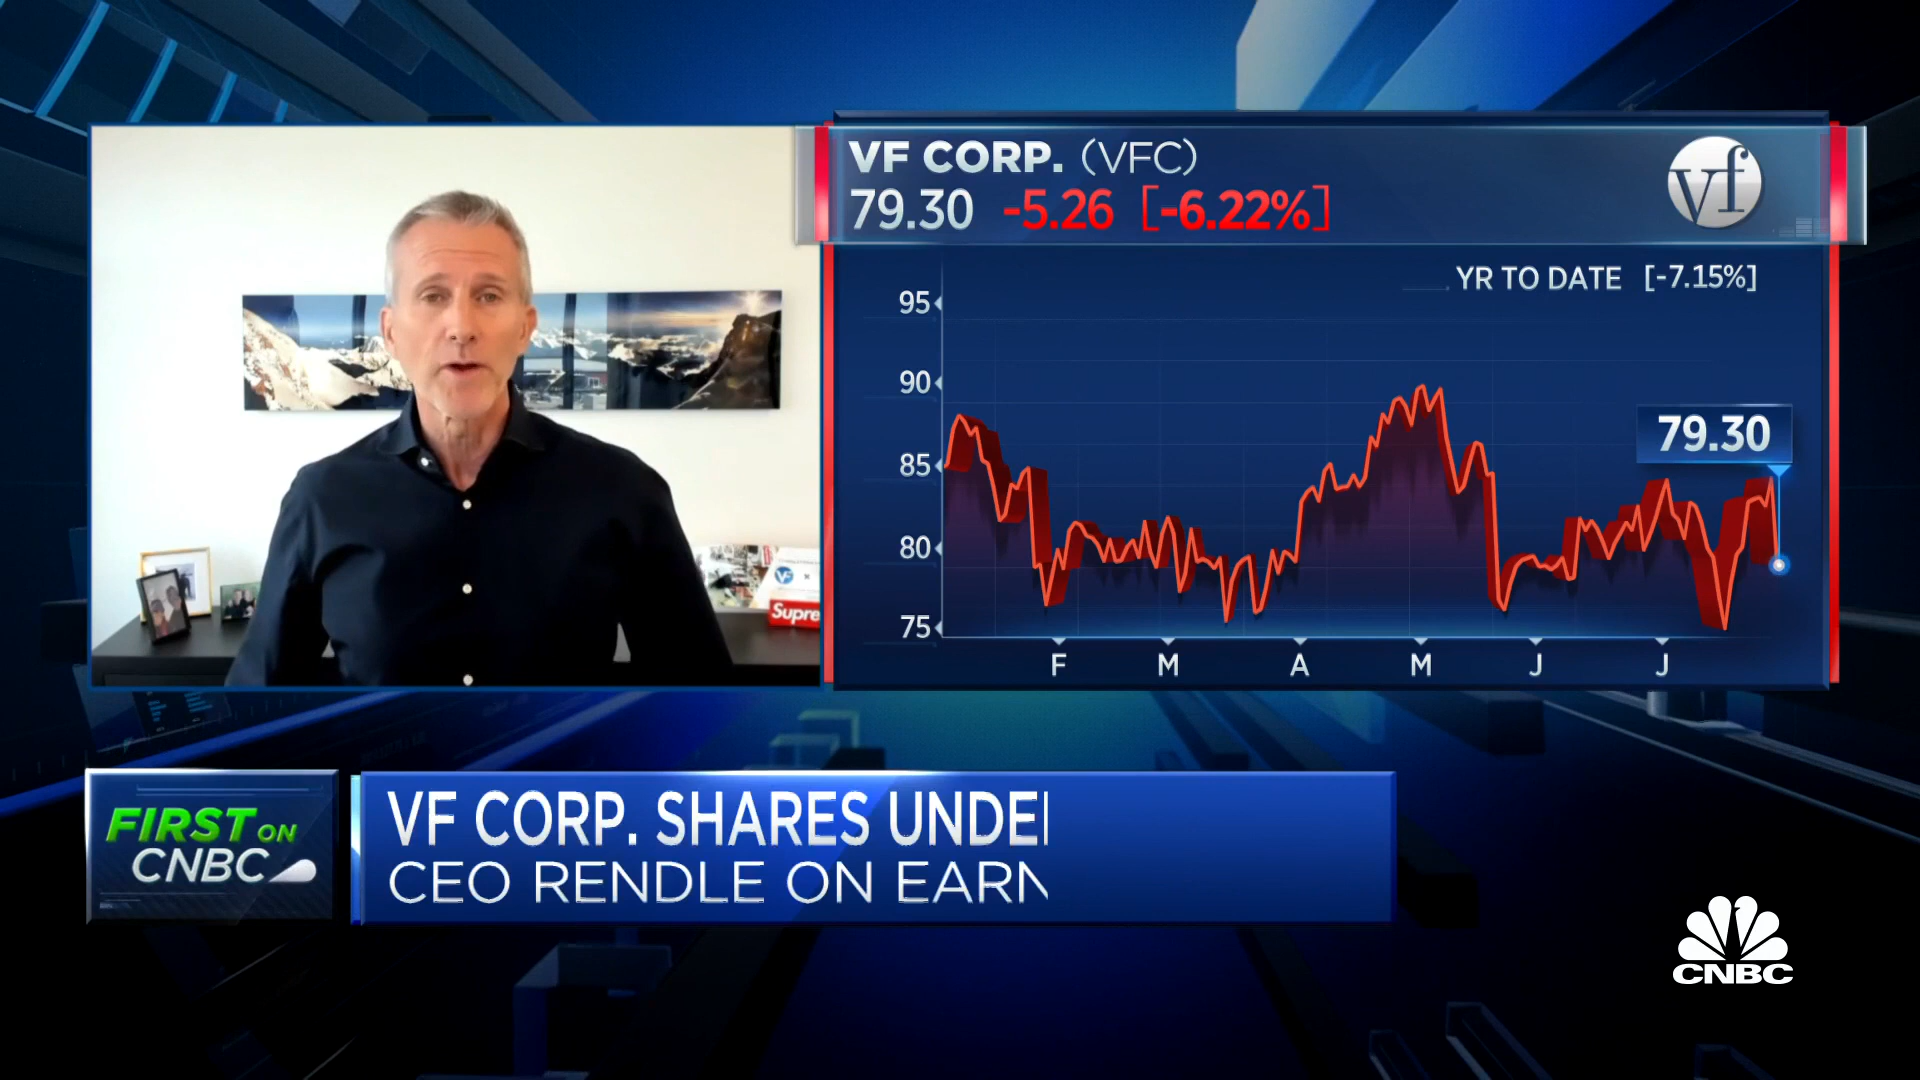 VF CORP. (VFC)
79.30 -5.26 [-6.22%]
vf
YR TO DATE [-7.15%]
95
90
85
80
75
79.30
F M A M J J
VF
Supre
FIRST ON
CNBC
VF CORP. SHARES UNDE
CEO RENDLE ON EARN
CNBC